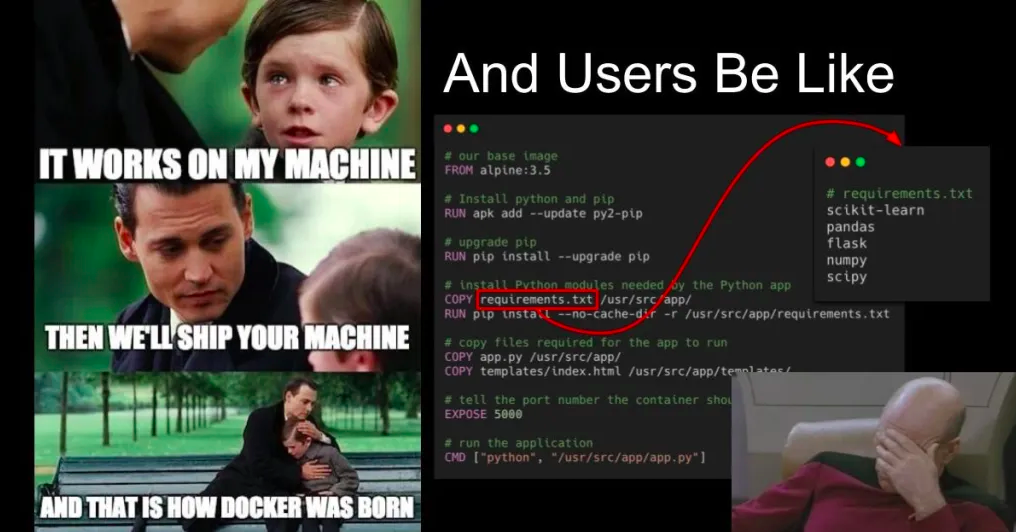 IT WORKS ON MY MACHINE
THEN WE'LL SHIP YOUR MACHINE
AND THAT IS HOW DOCKER WAS BORN
And Users Be Like
# our base image
FROM alpine:3.5
# Install python and pip
RUN apk add --update py2-pip
# upgrade pip
RUN pip install --upgrade pip
# install Python modules needed by the Python app
COPY requirements.txt /usr/src/app/
RUN pip install --no-cache-dir -r /usr/src/app/requirements.txt
# copy files required for the app to run
COPY app.py /usr/src/app/
COPY templates/index.html /usr/src/app/templates/
# tell the port number the container shou
EXPOSE 5000
# run the application
CMD ["python", "/usr/src/app/app.py"]
# requirements.txt
scikit-learn
pandas
flask
numpy
scipy